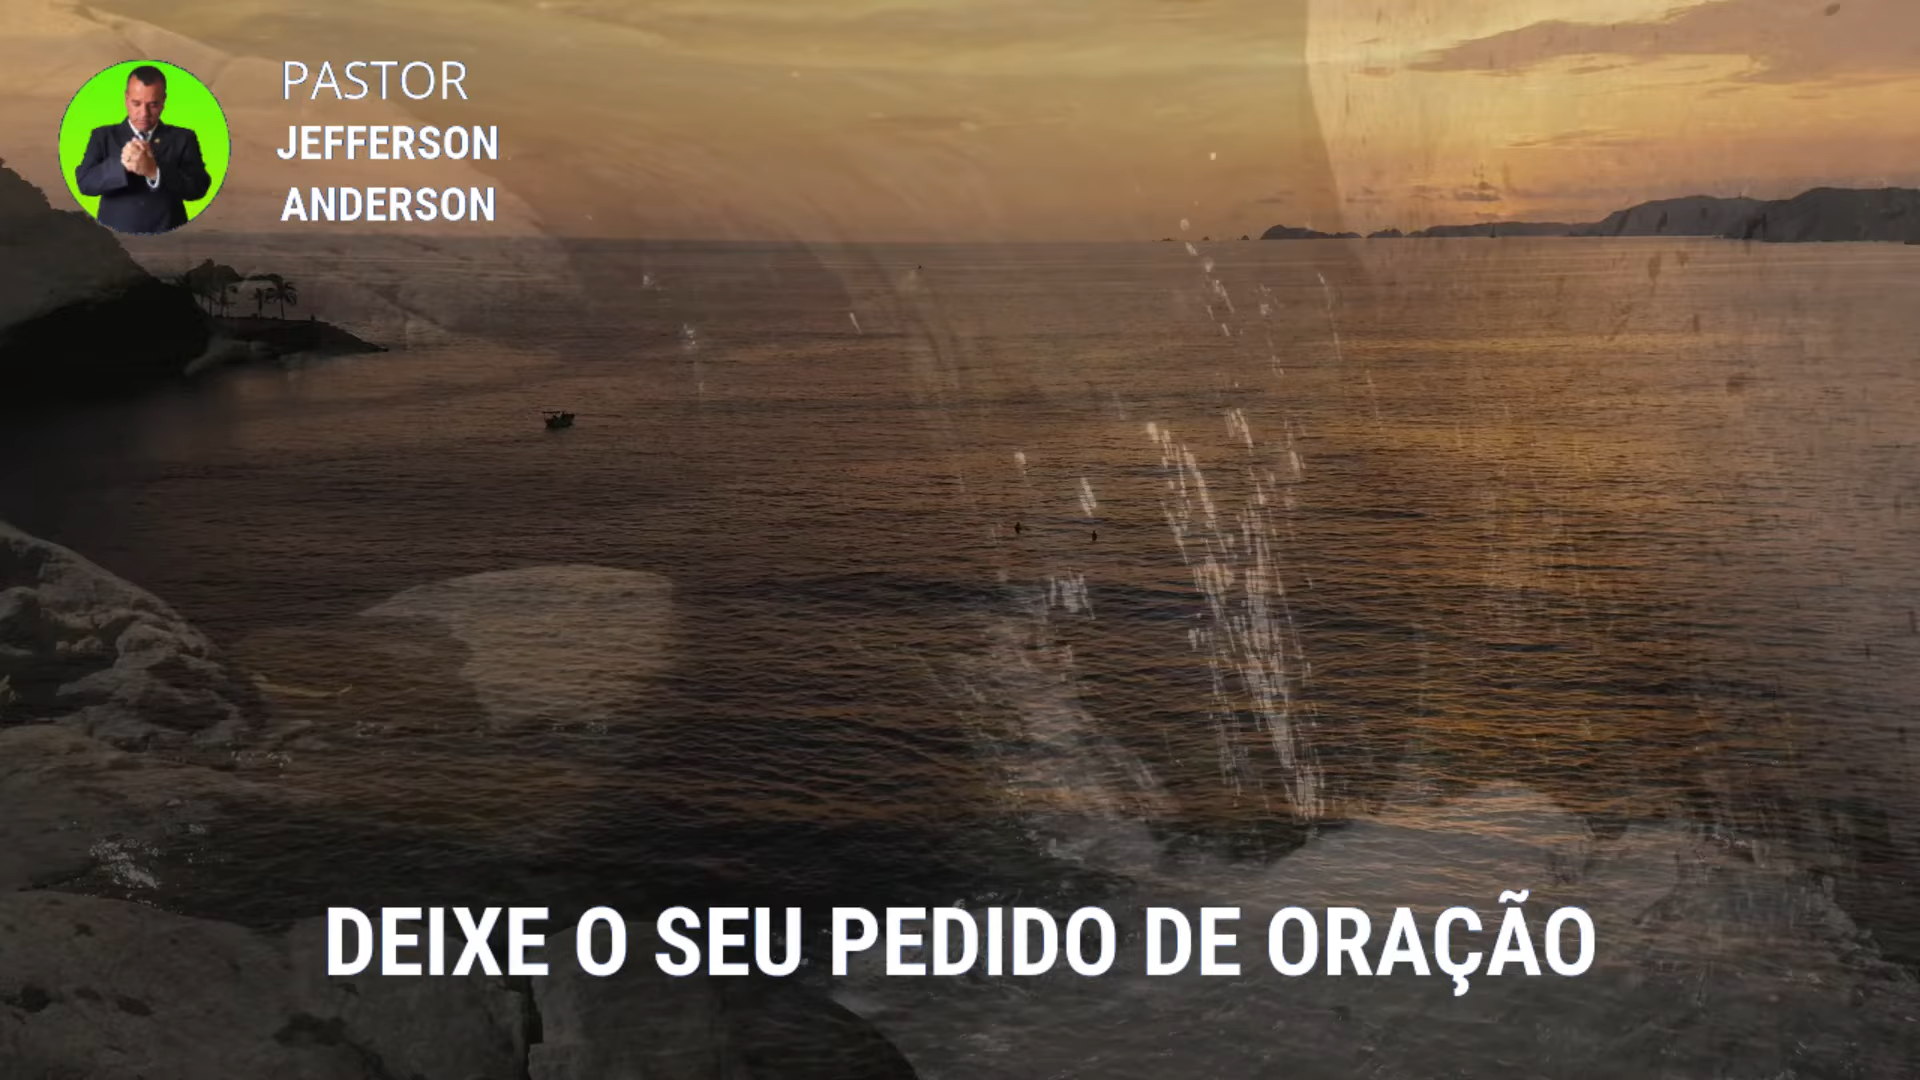 PASTOR
JEFFERSON
ANDERSON
DEIXE O SEU PEDIDO DE ORAÇÃO